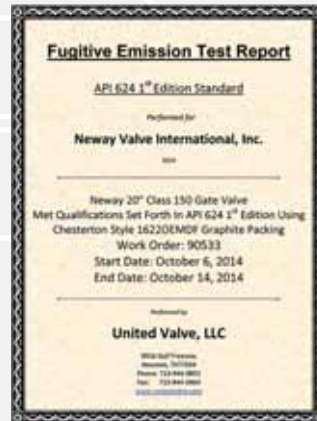 Fugitive Emission Test Report
API 624 1st Edition Standard
Performed for
Neway Valve International, Inc.
Neway 20" Class 150 Gate Valve
Met Qualifications Set Forth In API 624 1st Edition Using
Chesterton Style 1622OEMDF Graphite Packing
Work Order: 90533
Start Date: October 6, 2014
End Date: October 14, 2014
Performed by
United Valve, LLC